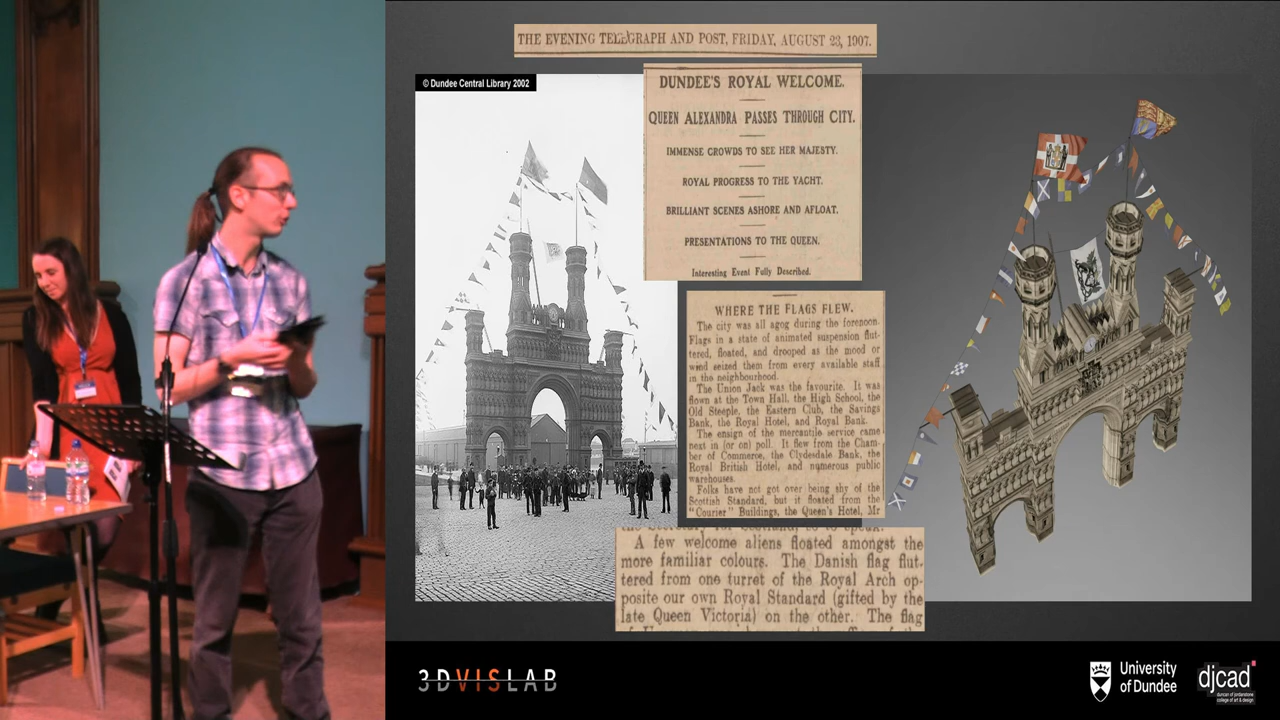 THE EVENING TELEGRAPH AND POST, FRIDAY, AUGUST 23, 1907.
© Dundee Central Library 2002
DUNDEE'S ROYAL WELCOME.
QUEEN ALEXANDRA PASSES THROUGH CITY.
IMMENSE CROWDS TO SEE HER MAJESTY.
ROYAL PROGRESS TO THE YACHT.
BRILLIANT SCENES ASHORE AND AFLOAT.
PRESENTATIONS TO THE QUEEN.
Interesting Event Fully Described.
WHERE THE FLAGS FLEW.
The city was all agog during the forenoon.
Flags in a state of animated suspension flut-
tered, floated, and drooped as the mood or
wind seized them from every available staff
in the neighbourhood.
The Union Jack was the favourite. It was
flown at the Town Hall, the High School, the
Old Steeple, the Eastern Club, the Savings
Bank, the Royal Hotel, and Royal Bank.
The ensign of the mercantile service came
next in (or on) poll. It flew from the Cham-
ber of Commerce, the Clydesdale Bank, the
Royal British Hotel, and numerous public
warehouses.
Folks have not got over being shy of the
Scottish Standard, but it floated from the
"Courier" Buildings, the Queen's Hotel, Mr
A few welcome aliens floated amongst the
more familiar colours. The Danish flag flut-
tered from one turret of the Royal Arch op-
posite our own Royal Standard (gifted by the
late Queen Victoria) on the other. The flag
3DVISLAB
University
of Dundee
djcad
duncan of jordanstone
college of art & design